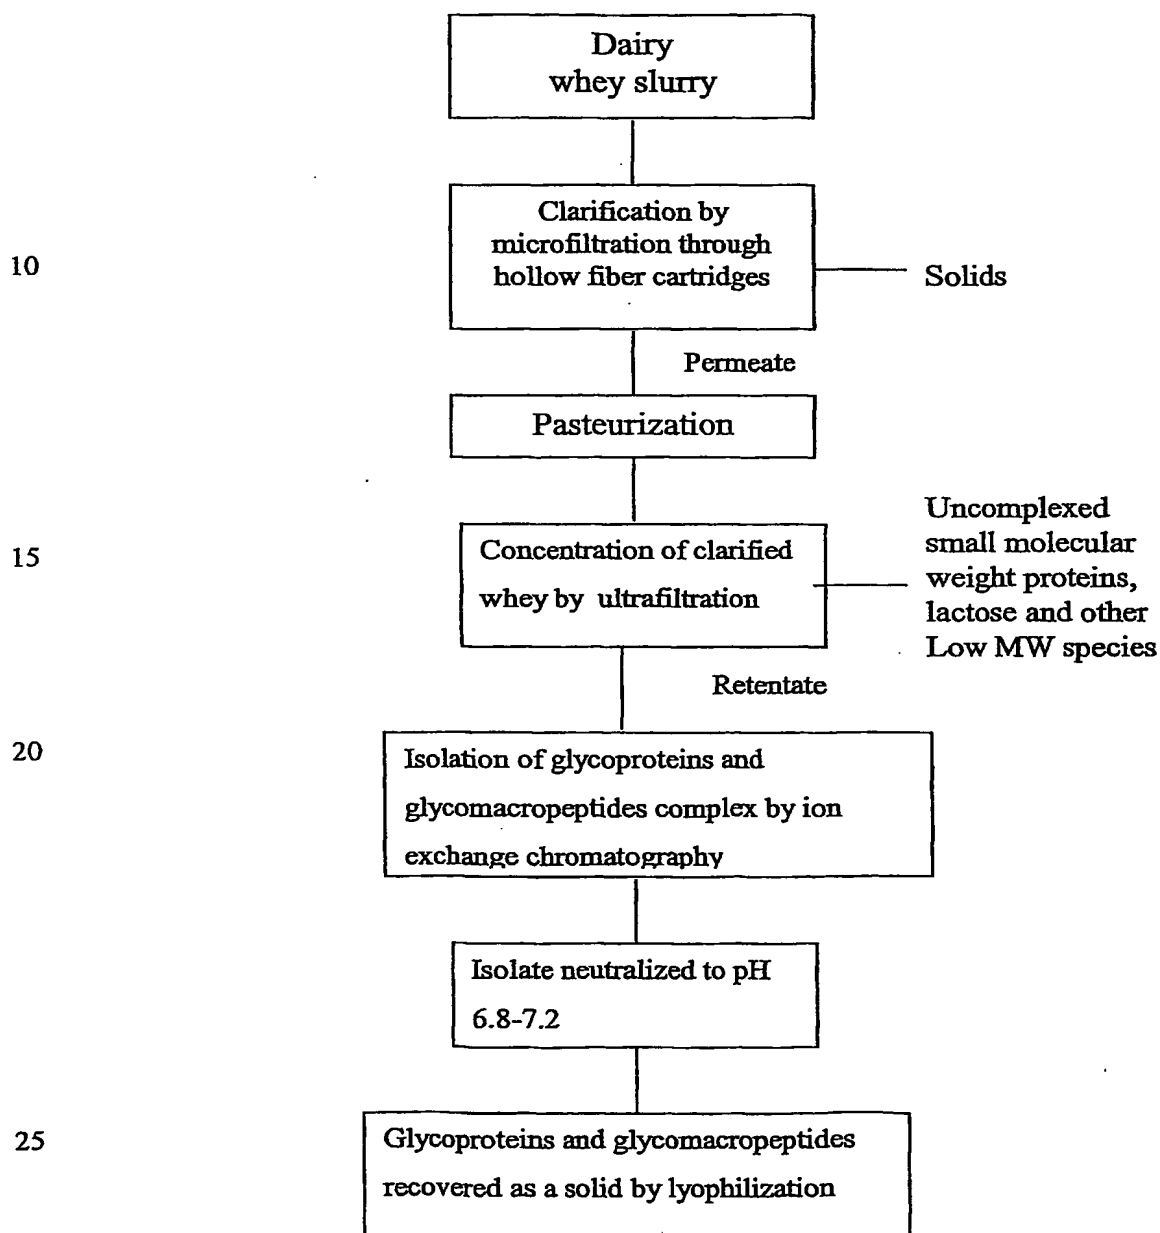 Dairy
whey slurry
Clarification by
microfiltration through
hollow fiber cartridges
10
Solids
Permeate
Pasteurization
15
Concentration of clarified
whey by ultrafiltration
Uncomplexed
small molecular
weight proteins,
lactose and other
Low MW species
Retentate
20
Isolation of glycoproteins and
glycomacropeptides complex by ion
exchange chromatography
Isolate neutralized to pH
6.8-7.2
25
Glycoproteins and glycomacropeptides
recovered as a solid by lyophilization